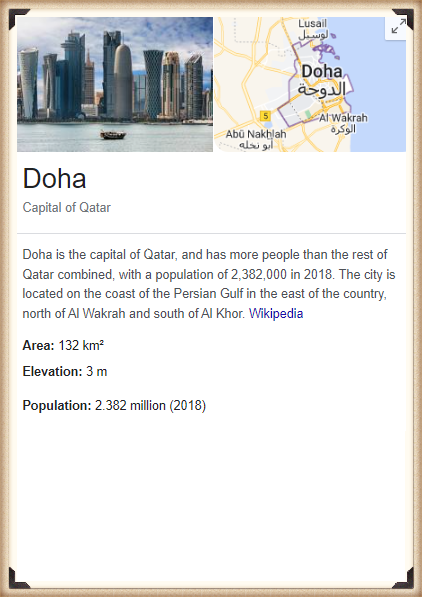 Lusail
لوسيل
Doha
الدوحة
5
Al Wakrah
الوكرة
Abū Nakhlah
أبو نخله
Doha
Capital of Qatar
Doha is the capital of Qatar, and has more people than the rest of
Qatar combined, with a population of 2,382,000 in 2018. The city is
located on the coast of the Persian Gulf in the east of the country,
north of Al Wakrah and south of Al Khor. Wikipedia
Area: 132 km²
Elevation: 3 m
Population: 2.382 million (2018)